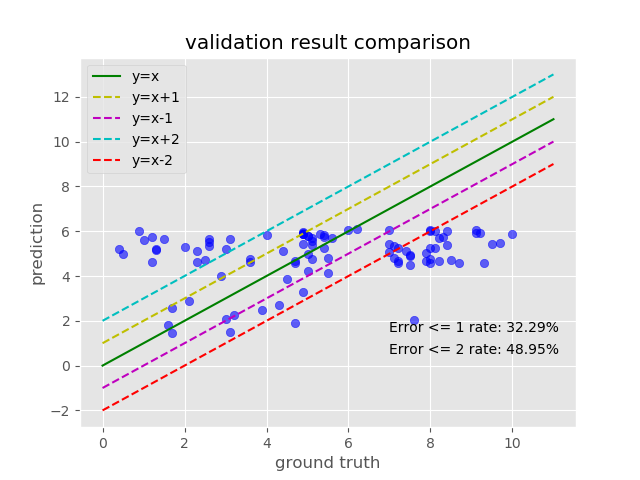 validation result comparison
y=x
y=x+1
y=x-1
y=x+2
y=x-2
12
10
8
6
4
2
0
−2
prediction
Error <= 1 rate: 32.29%
Error <= 2 rate: 48.95%
0 2 4 6 8 10
ground truth